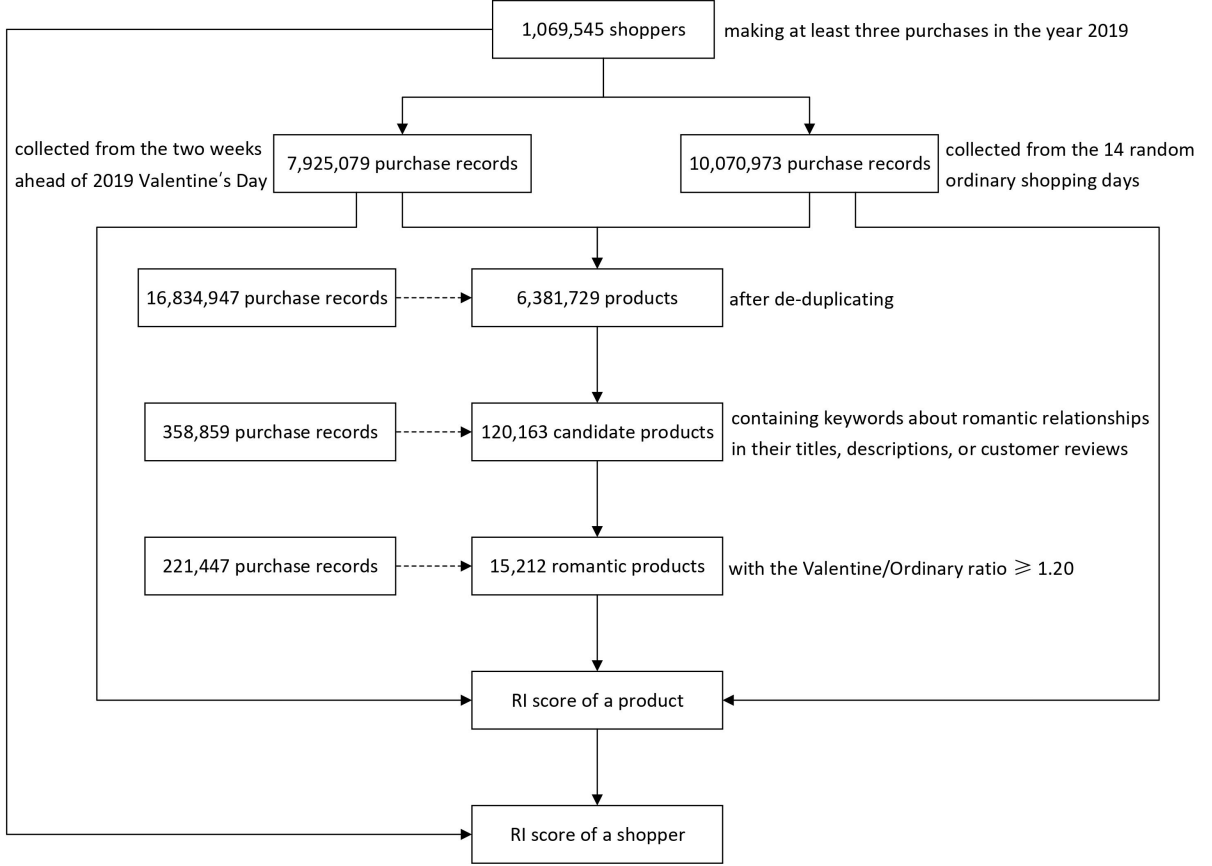 1,069,545 shoppers
making at least three purchases in the year 2019
collected from the two weeks
ahead of 2019 Valentine's Day
7,925,079 purchase records
10,070,973 purchase records
collected from the 14 random
ordinary shopping days
16,834,947 purchase records
6,381,729 products
after de-duplicating
358,859 purchase records
120,163 candidate products
containing keywords about romantic relationships
in their titles, descriptions, or customer reviews
221,447 purchase records
15,212 romantic products
with the Valentine/Ordinary ratio ⩾ 1.20
RI score of a product
RI score of a shopper